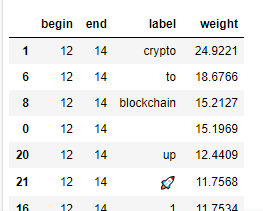 begin end label weight
1 12 14 crypto 24.9221
6 12 14 to 18.6766
8 12 14 blockchain 15.2127
0 12 14 15.1969
20 12 14 up 12.4409
21 12 14 🚀 11.7568
16 12 14 1 11.7534